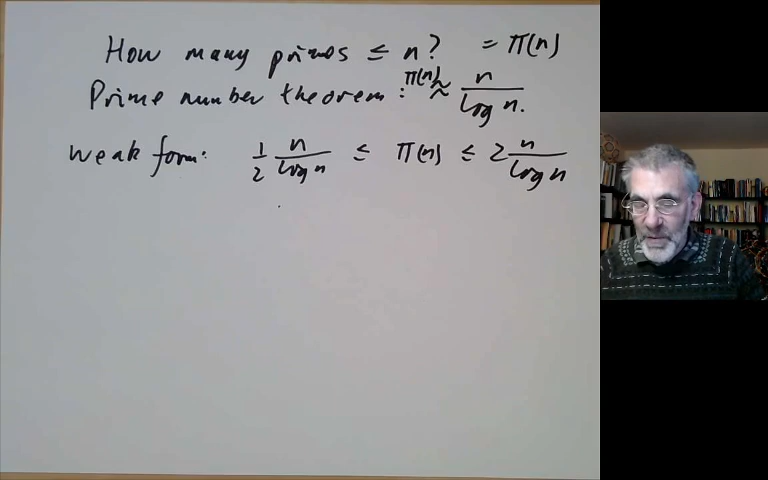 How many primes ≤ n? = π(n)
Prime number theorem: π(n) ≈ n / log n.
Weak form: 1/2 n / log n ≤ π(n) ≤ 2 n / log n